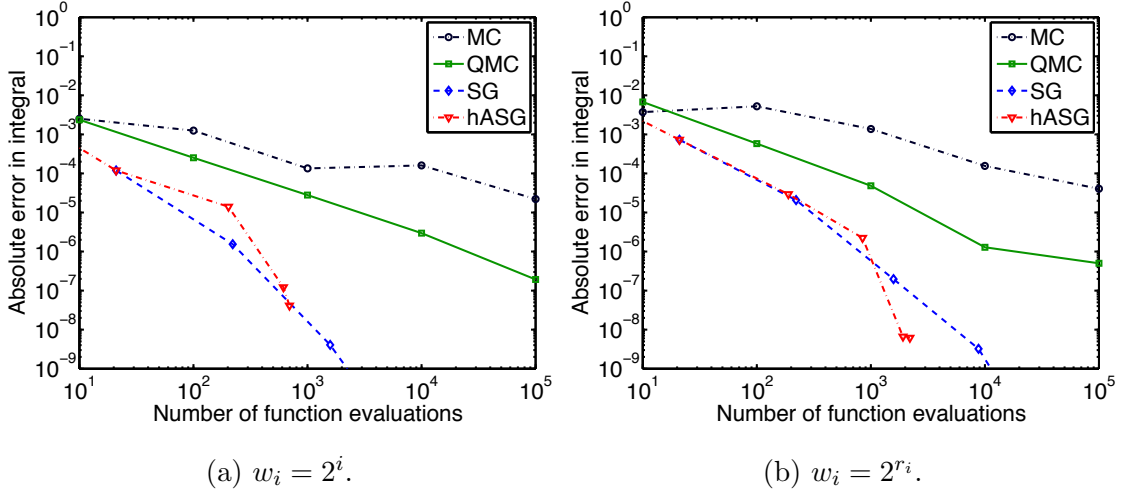 10^0
10^-1
10^-2
10^-3
10^-4
10^-5
10^-6
10^-7
10^-8
10^-9
Absolute error in integral
MC
QMC
SG
hASG
10^1 10^2 10^3 10^4 10^5
Number of function evaluations
(a) w_i = 2^i.
10^0
10^-1
10^-2
10^-3
10^-4
10^-5
10^-6
10^-7
10^-8
10^-9
Absolute error in integral
MC
QMC
SG
hASG
10^1 10^2 10^3 10^4 10^5
Number of function evaluations
(b) w_i = 2^{r_i}.